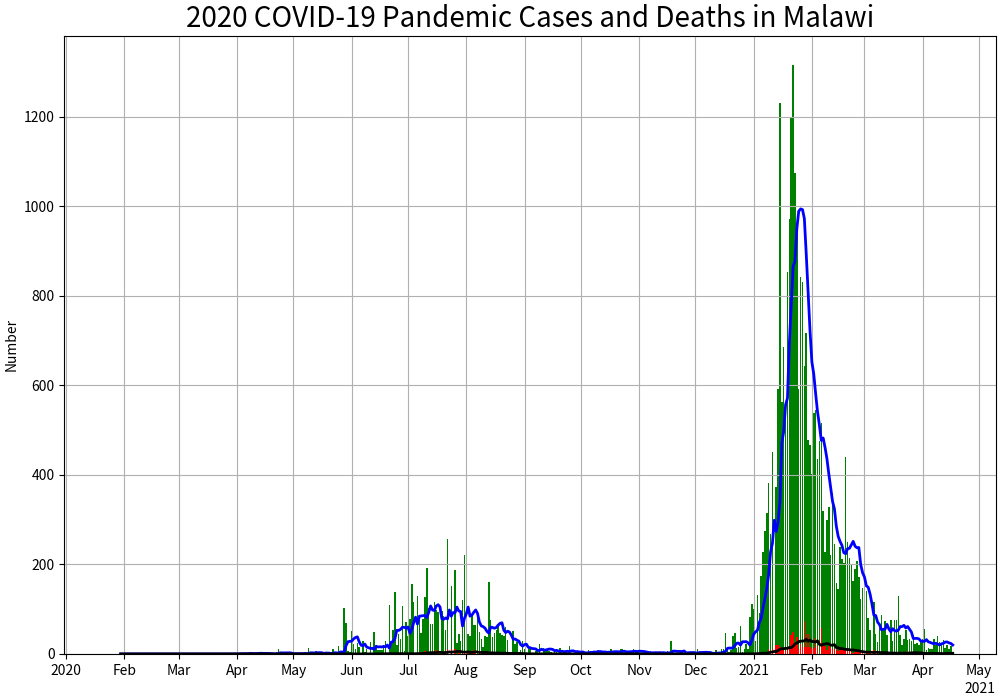 2020 COVID-19 Pandemic Cases and Deaths in Malawi
Number
1200
1000
800
600
400
200
0
2020 Feb Mar Apr May Jun Jul Aug Sep Oct Nov Dec 2021 Feb Mar Apr May
2021